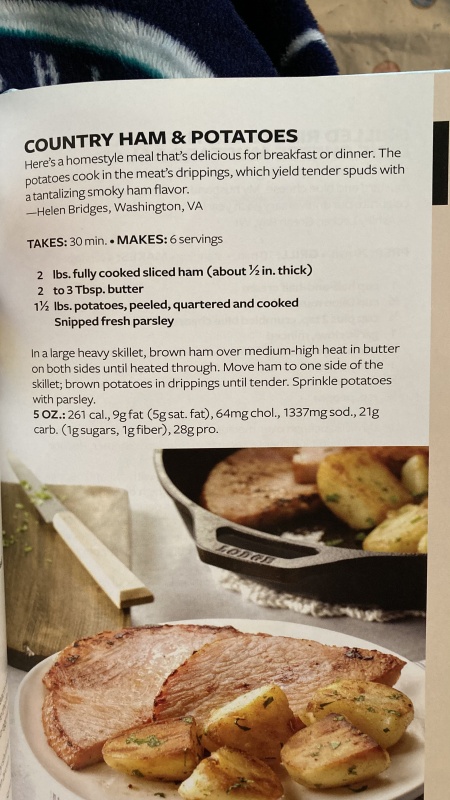 COUNTRY HAM & POTATOES
Here's a homestyle meal that's delicious for breakfast or dinner. The
potatoes cook in the meat's drippings, which yield tender spuds with
a tantalizing smoky ham flavor.
—Helen Bridges, Washington, VA
TAKES: 30 min. • MAKES: 6 servings
2 lbs. fully cooked sliced ham (about ½ in. thick)
2 to 3 Tbsp. butter
1½ lbs. potatoes, peeled, quartered and cooked
Snipped fresh parsley
In a large heavy skillet, brown ham over medium-high heat in butter
on both sides until heated through. Move ham to one side of the
skillet; brown potatoes in drippings until tender. Sprinkle potatoes
with parsley.
5 OZ.: 261 cal., 9g fat (5g sat. fat), 64mg chol., 1337mg sod., 21g
carb. (1g sugars, 1g fiber), 28g pro.
LODGE